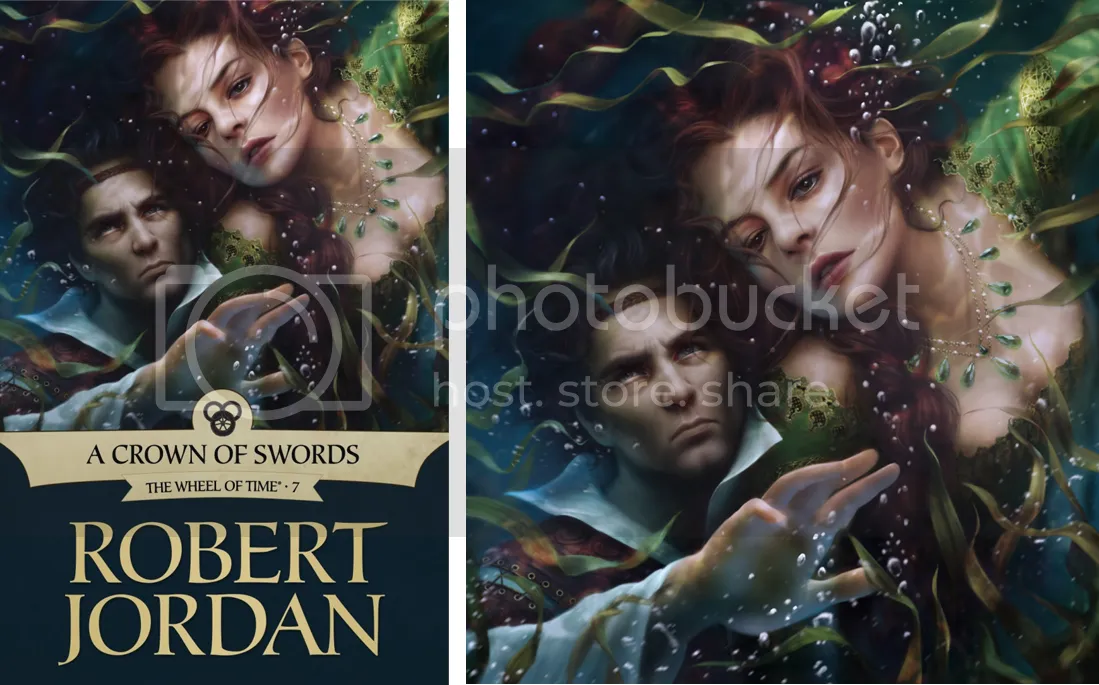 photobucket
host. store. share.
A CROWN OF SWORDS
THE WHEEL OF TIME® · 7
ROBERT
JORDAN